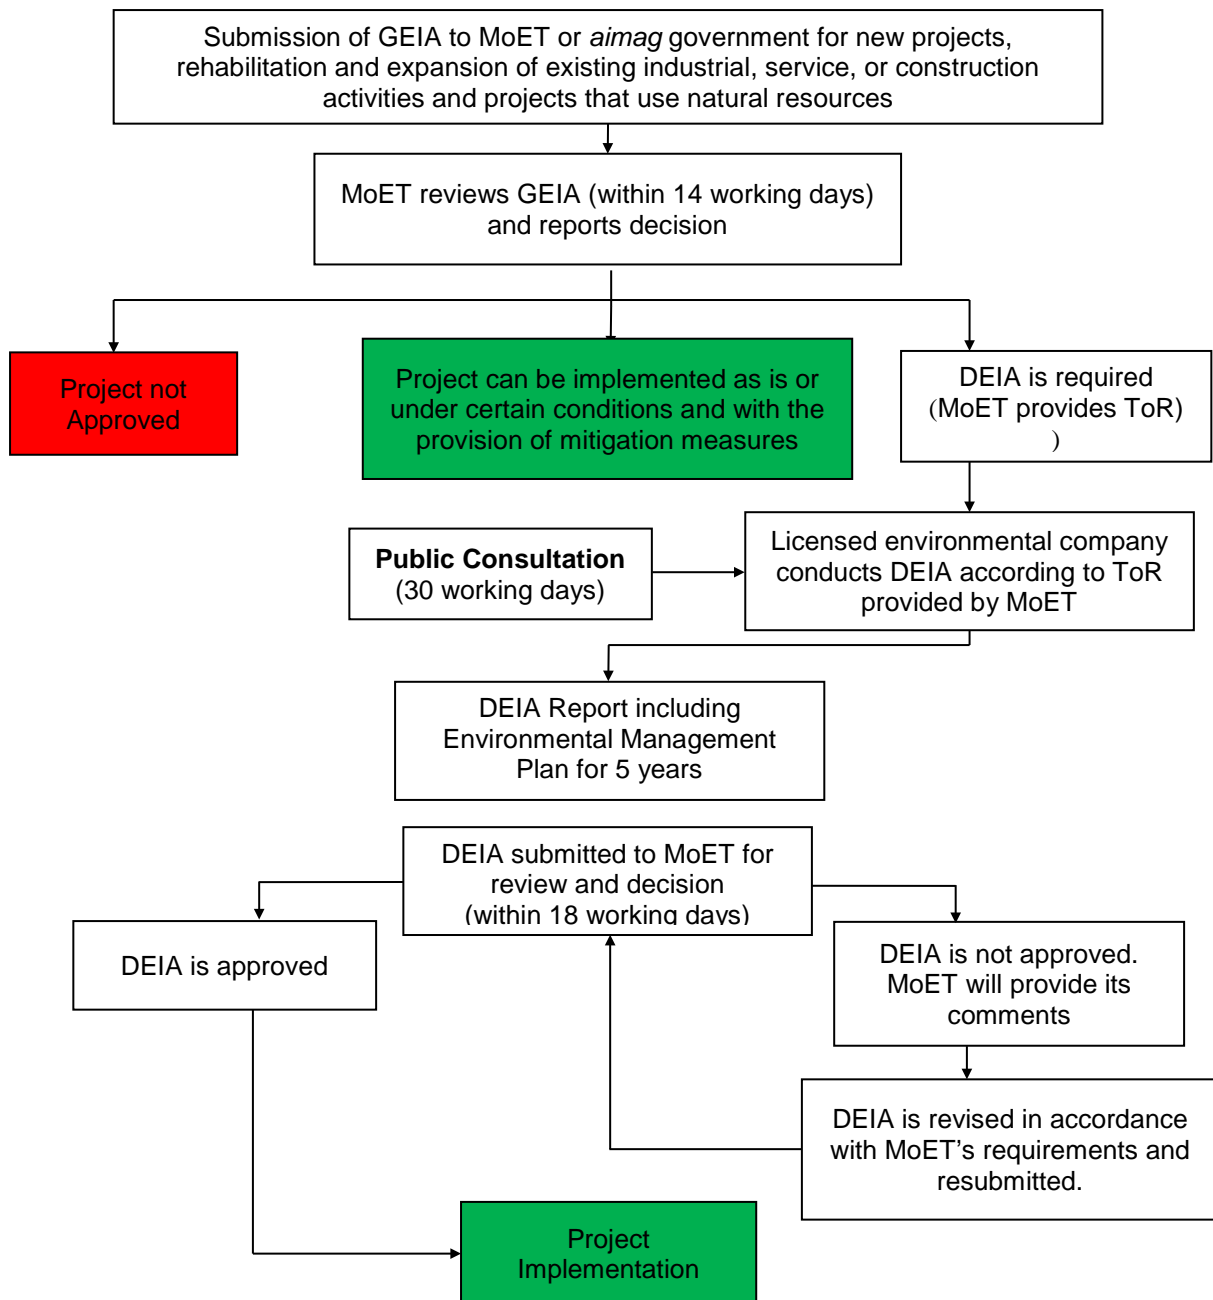 Submission of GEIA to MoET or aimag government for new projects,
rehabilitation and expansion of existing industrial, service, or construction
activities and projects that use natural resources
MoET reviews GEIA (within 14 working days)
and reports decision
Project not
Approved
Project can be implemented as is or
under certain conditions and with the
provision of mitigation measures
DEIA is required
(MoET provides ToR)
)
Public Consultation
(30 working days)
Licensed environmental company
conducts DEIA according to ToR
provided by MoET
DEIA Report including
Environmental Management
Plan for 5 years
DEIA submitted to MoET for
review and decision
(within 18 working days)
DEIA is approved
DEIA is not approved.
MoET will provide its
comments
DEIA is revised in accordance
with MoET’s requirements and
resubmitted.
Project
Implementation